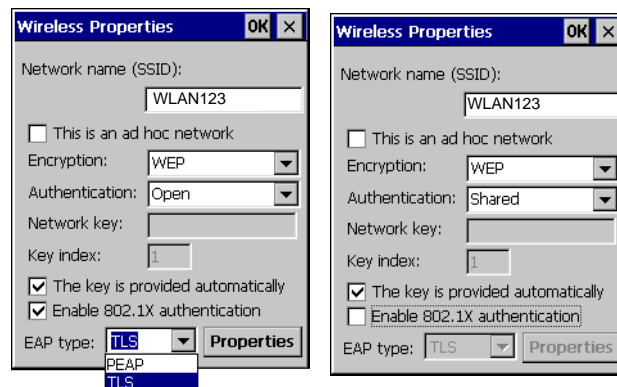 Wireless Properties OK
Network name (SSID):
WLAN123
This is an ad hoc network
Encryption: WEP
Authentication: Open
Network key:
Key index: 1
The key is provided automatically
Enable 802.1X authentication
EAP type: TLS Properties
PEAP
TLS
Wireless Properties OK
Network name (SSID):
WLAN123
This is an ad hoc network
Encryption: WEP
Authentication: Shared
Network key:
Key index: 1
The key is provided automatically
Enable 802.1X authentication
EAP type: TLS Properties